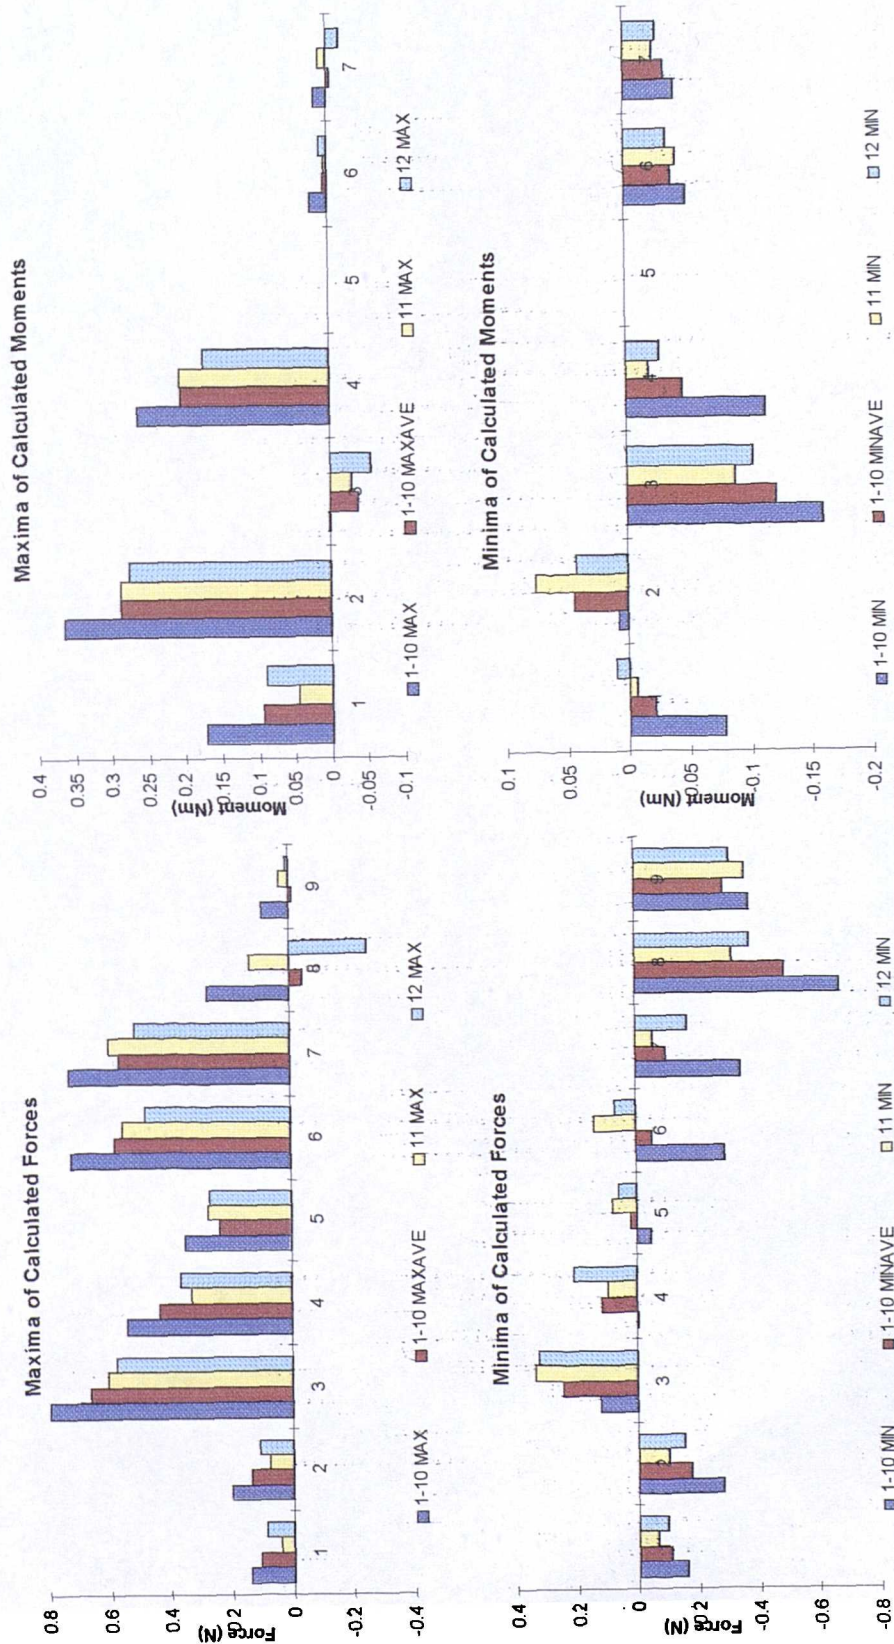 Maxima of Calculated Forces
0.8
0.6
0.4
0.2
0
-0.2
-0.4
Force (N)
1 2 3 4 5 6 7 8 9
1-10 MAX 1-10 MAXAVE 11 MAX 12 MAX
Maxima of Calculated Moments
0.4
0.35
0.3
0.25
0.2
0.15
0.1
0.05
0
-0.05
-0.1
Moment (Nm)
1 2 3 4 5 6 7
1-10 MAX 1-10 MAXAVE 11 MAX 12 MAX
Minima of Calculated Forces
0.4
0.2
0
-0.2
-0.4
-0.6
-0.8
Force (N)
2 3 4 5 6 8 9
1-10 MIN 1-10 MINAVE 11 MIN 12 MIN
Minima of Calculated Moments
0.1
0.05
0
-0.05
-0.1
-0.15
-0.2
Moment (Nm)
1 2 3 4 5 6 7
1-10 MIN 1-10 MINAVE 11 MIN 12 MIN